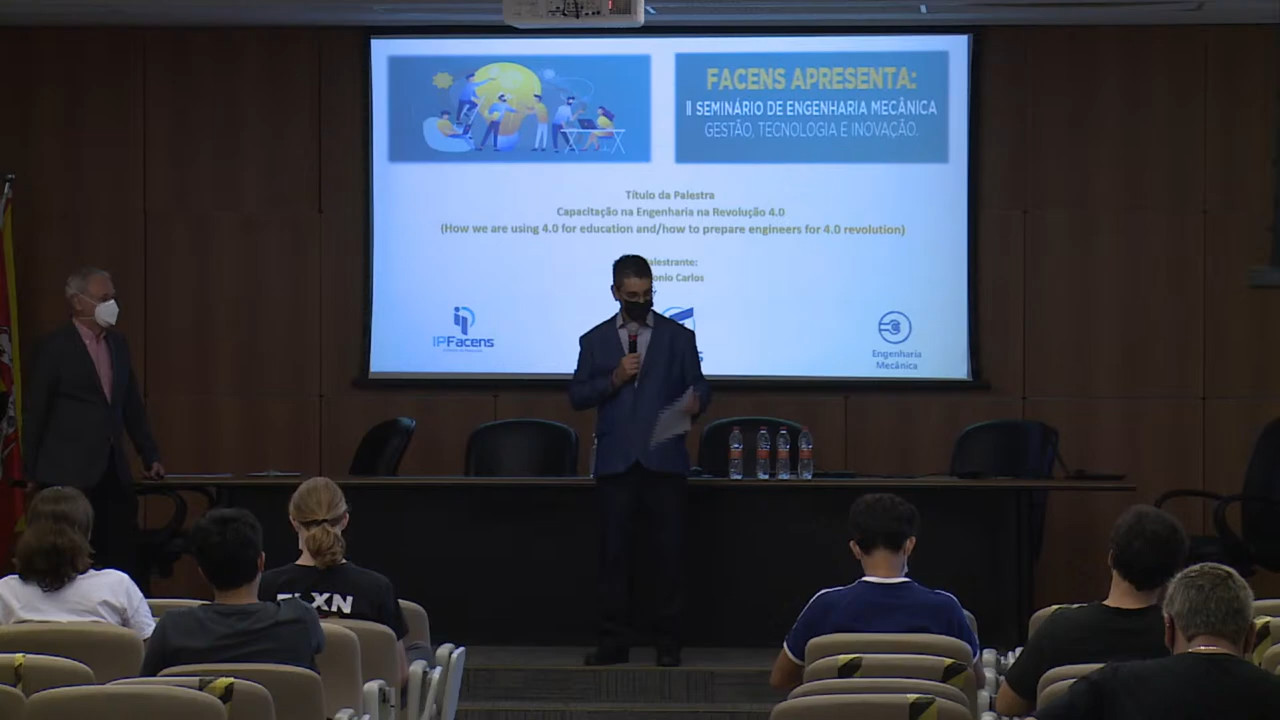 FACENS APRESENTA:
II SEMINÁRIO DE ENGENHARIA MECÂNICA
GESTÃO, TECNOLOGIA E INOVAÇÃO.
Título da Palestra
Capacitação na Engenharia na Revolução 4.0
(How we are using 4.0 for education and/how to prepare engineers for 4.0 revolution)
alestrante:
onio Carlos
IPFacens
Engenharia
Mecânica